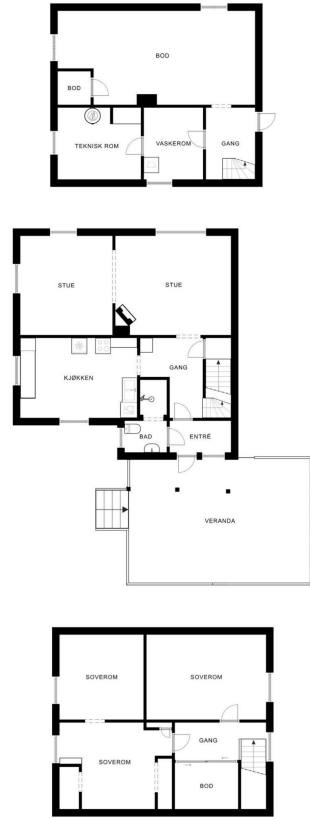 BOD
BOD
TEKNISK ROM
VASKEROM
GANG
STUE
STUE
KJØKKEN
GANG
BAD
ENTRÉ
VERANDA
SOVEROM
SOVEROM
SOVEROM
GANG
BOD